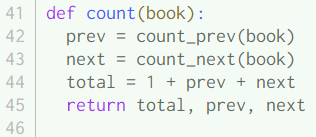 41 def count(book):
42   prev = count_prev(book)
43   next = count_next(book)
44   total = 1 + prev + next
45   return total, prev, next
46